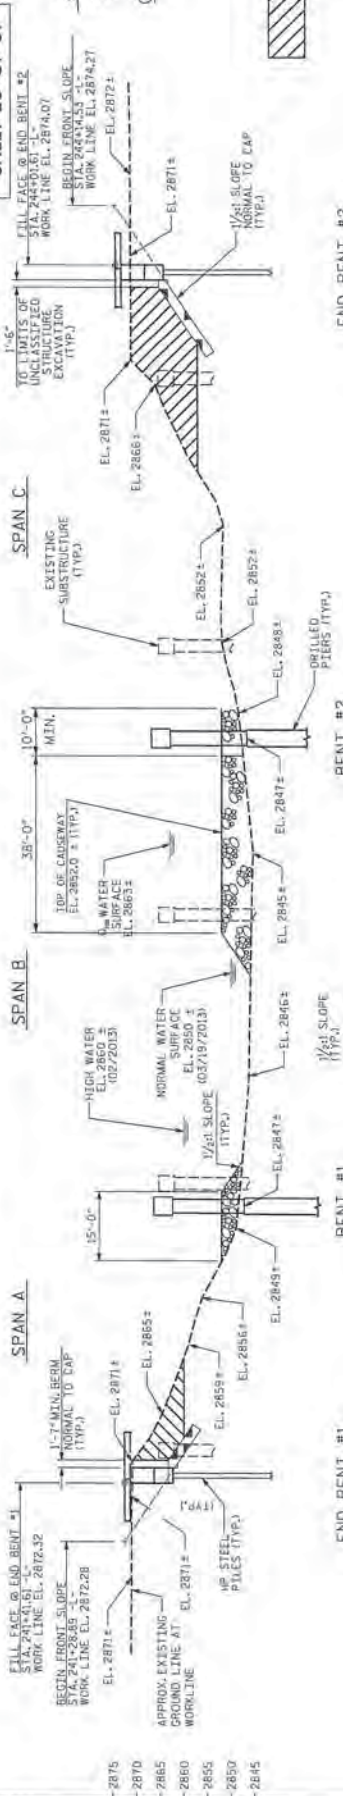 FILL FACE @ END BENT #1
STA. 241+41.61 -L-
WORK LINE EL. 2872.32
BEGIN FRONT SLOPE
STA. 241+28.89 -L-
WORK LINE EL. 2872.28
EL. 2871±
APPROX. EXISTING
GROUND LINE AT
WORKLINE
EL. 2871±
HP STEEL
PILES (TYP.)
(TYP.)
1'-7" MIN. BERM
NORMAL TO CAP
(TYP.)
EL. 2871±
SPAN A
EL. 2865±
EL. 2859±
EL. 2856±
EL. 2849±
15'-0"
1½:1 SLOPE
(TYP.)
EL. 2847±
HIGH WATER
EL. 2860 ±
(02/2013)
SPAN B
NORMAL WATER
SURFACE
EL. 2850 ±
(03/19/2013)
EL. 2846±
1½:1 SLOPE
(TYP.)
38'-0"
10'-0"
MIN.
TOP OF CAUSEWAY
EL. 2852.0 ± (TYP.)
WATER
SURFACE
EL. 2863±
EL. 2845±
EL. 2847±
EL. 2848±
DRILLED
PIERS (TYP.)
EXISTING
SUBSTRUCTURE
(TYP.)
SPAN C
EL. 2852±
EL. 2852±
EL. 2866±
EL. 2871±
1'-6"
TO LIMITS OF
UNCLASSIFIED
STRUCTURE
EXCAVATION
(TYP.)
FILL FACE @ END BENT #2
STA. 244+01.61 -L-
WORK LINE EL. 2874.07
BEGIN FRONT SLOPE
STA. 244+14.53 -L-
WORK LINE EL. 2874.27
EL. 2872±
EL. 2871±
1½:1 SLOPE
NORMAL TO CAP
(TYP.)
2875
2870
2865
2860
2855
2850
2845
END BENT #1
BENT #1
BENT #2
END BENT #2